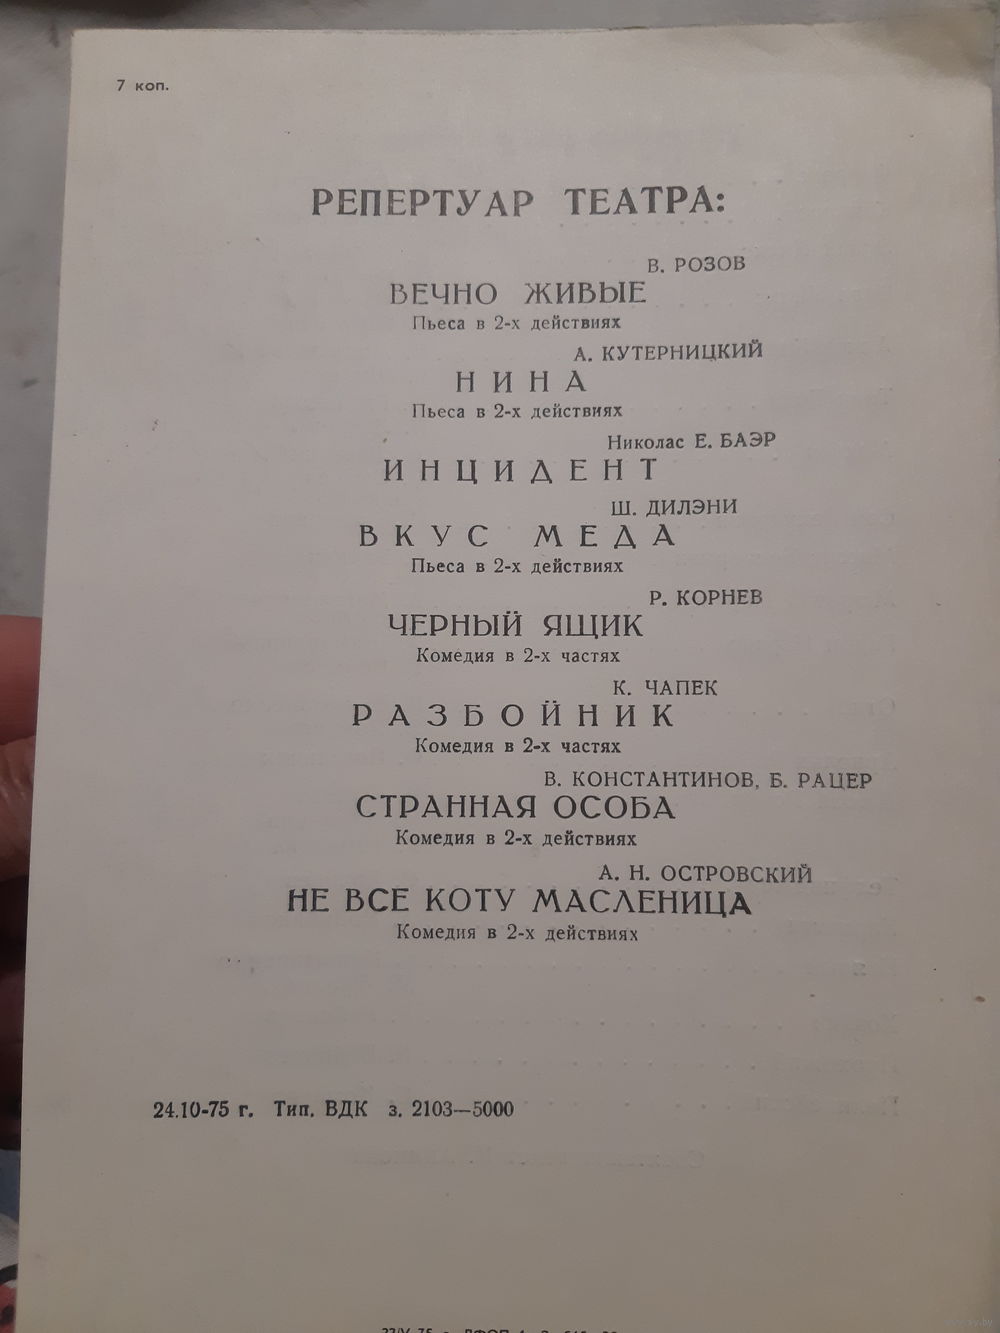 7 коп.
РЕПЕРТУАР ТЕАТРА:
В. РОЗОВ
ВЕЧНО ЖИВЫЕ
Пьеса в 2-х действиях
А. КУТЕРНИЦКИЙ
НИНА
Пьеса в 2-х действиях
Николас Е. БАЭР
ИНЦИДЕНТ
Ш. ДИЛЭНИ
ВКУС МЕДА
Пьеса в 2-х действиях
Р. КОРНЕВ
ЧЕРНЫЙ ЯЩИК
Комедия в 2-х частях
К. ЧАПЕК
РАЗБОЙНИК
Комедия в 2-х частях
В. КОНСТАНТИНОВ, Б. РАЦЕР
СТРАННАЯ ОСОБА
Комедия в 2-х действиях
А. Н. ОСТРОВСКИЙ
НЕ ВСЕ КОТУ МАСЛЕНИЦА
Комедия в 2-х действиях
24.10-75 г. Тип. ВДК з. 2103—5000